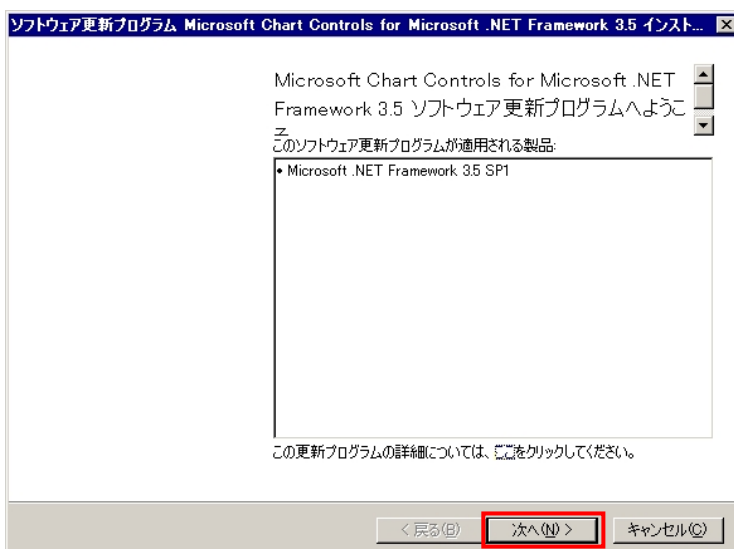 ソフトウェア更新プログラム Microsoft Chart Controls for Microsoft .NET Framework 3.5 インスト...
Microsoft Chart Controls for Microsoft .NET
Framework 3.5 ソフトウェア更新プログラムへようこ
そ
このソフトウェア更新プログラムが適用される製品:
• Microsoft .NET Framework 3.5 SP1
この更新プログラムの詳細については、ここをクリックしてください。
< 戻る(B) 次へ(N) > キャンセル(C)